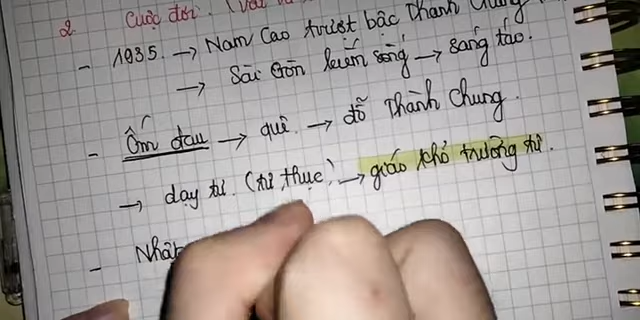 2 Cuộc đời. (
- 1935. → Nam Cao trượt bậc Thành Chung
→ Sài Gòn kiếm sống → sáng tác.
- Ốm đau → quê. → đỗ Thành Chung.
→ dạy tư. (tư thục) → giáo khổ trường tư.
- Nhậ